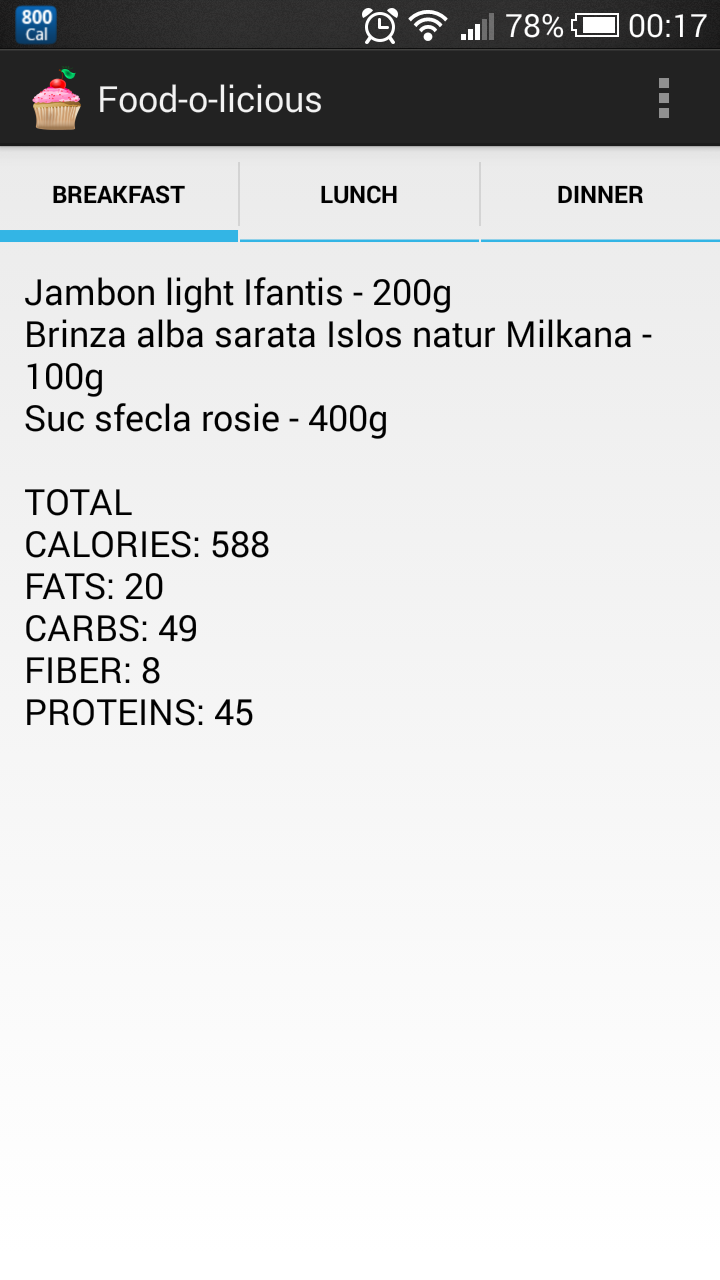 800
Cal
78%
00:17
Food-o-licious
BREAKFAST
LUNCH
DINNER
Jambon light Ifantis - 200g
Brinza alba sarata Islos natur Milkana -
100g
Suc sfecla rosie - 400g
TOTAL
CALORIES: 588
FATS: 20
CARBS: 49
FIBER: 8
PROTEINS: 45